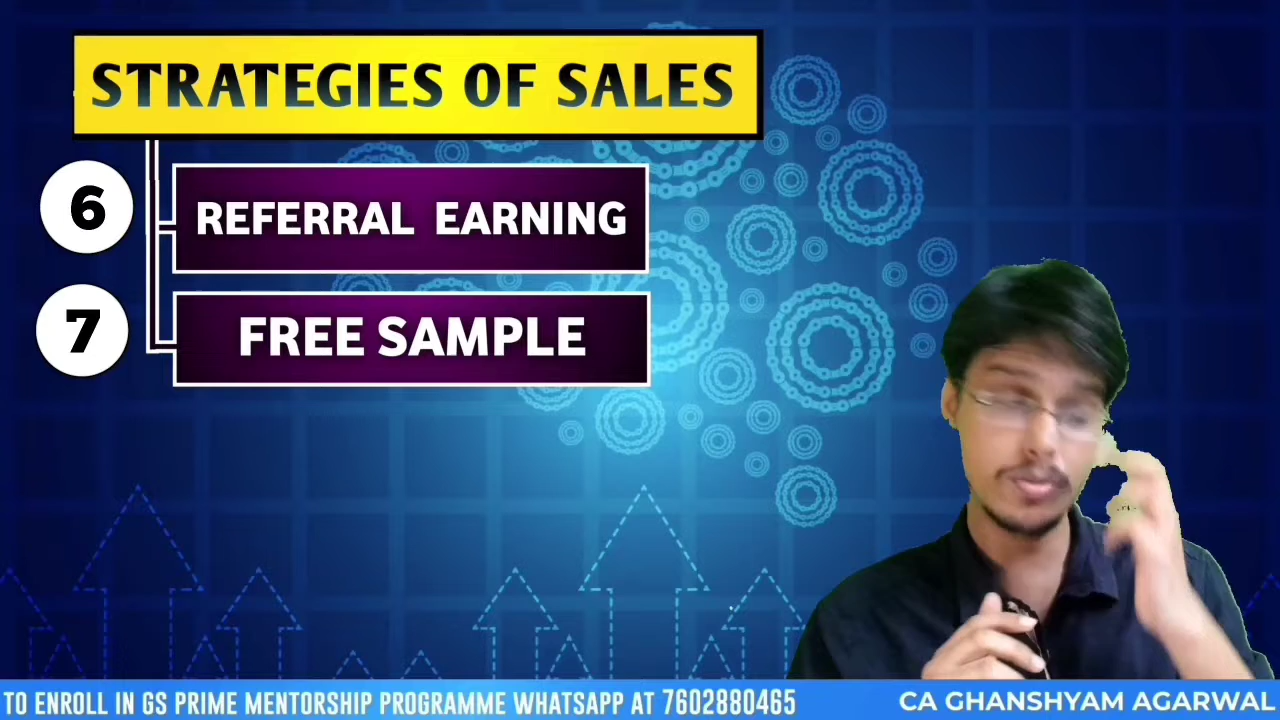 STRATEGIES OF SALES
6
REFERRAL EARNING
7
FREE SAMPLE
TO ENROLL IN GS PRIME MENTORSHIP PROGRAMME WHATSAPP AT 7602880465
CA GHANSHYAM AGARWAL